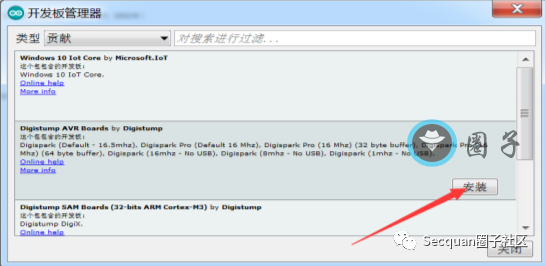 开发板管理器
类型 贡献 对搜索进行过滤...
Windows 10 Iot Core by Microsoft.IoT
这个包包含的开发板:
Windows 10 IoT Core.
Online help
More info
Digistump AVR Boards by Digistump
这个包包含的开发板:
Digispark (Default - 16.5mhz), Digispark Pro (Default 16 Mhz), Digispark Pro (16 Mhz) (32 byte buffer), Digispark Pro (16
Mhz) (64 byte buffer), Digispark (16mhz - No USB), Digispark (8mhz - No USB), Digispark (1mhz - No USB).
Online help
More info
圈子
安装
Digistump SAM Boards (32-bits ARM Cortex-M3) by Digistump
这个包包含的开发板:
Digistump DigiX.
Online help
Secquan圈子社区
关闭